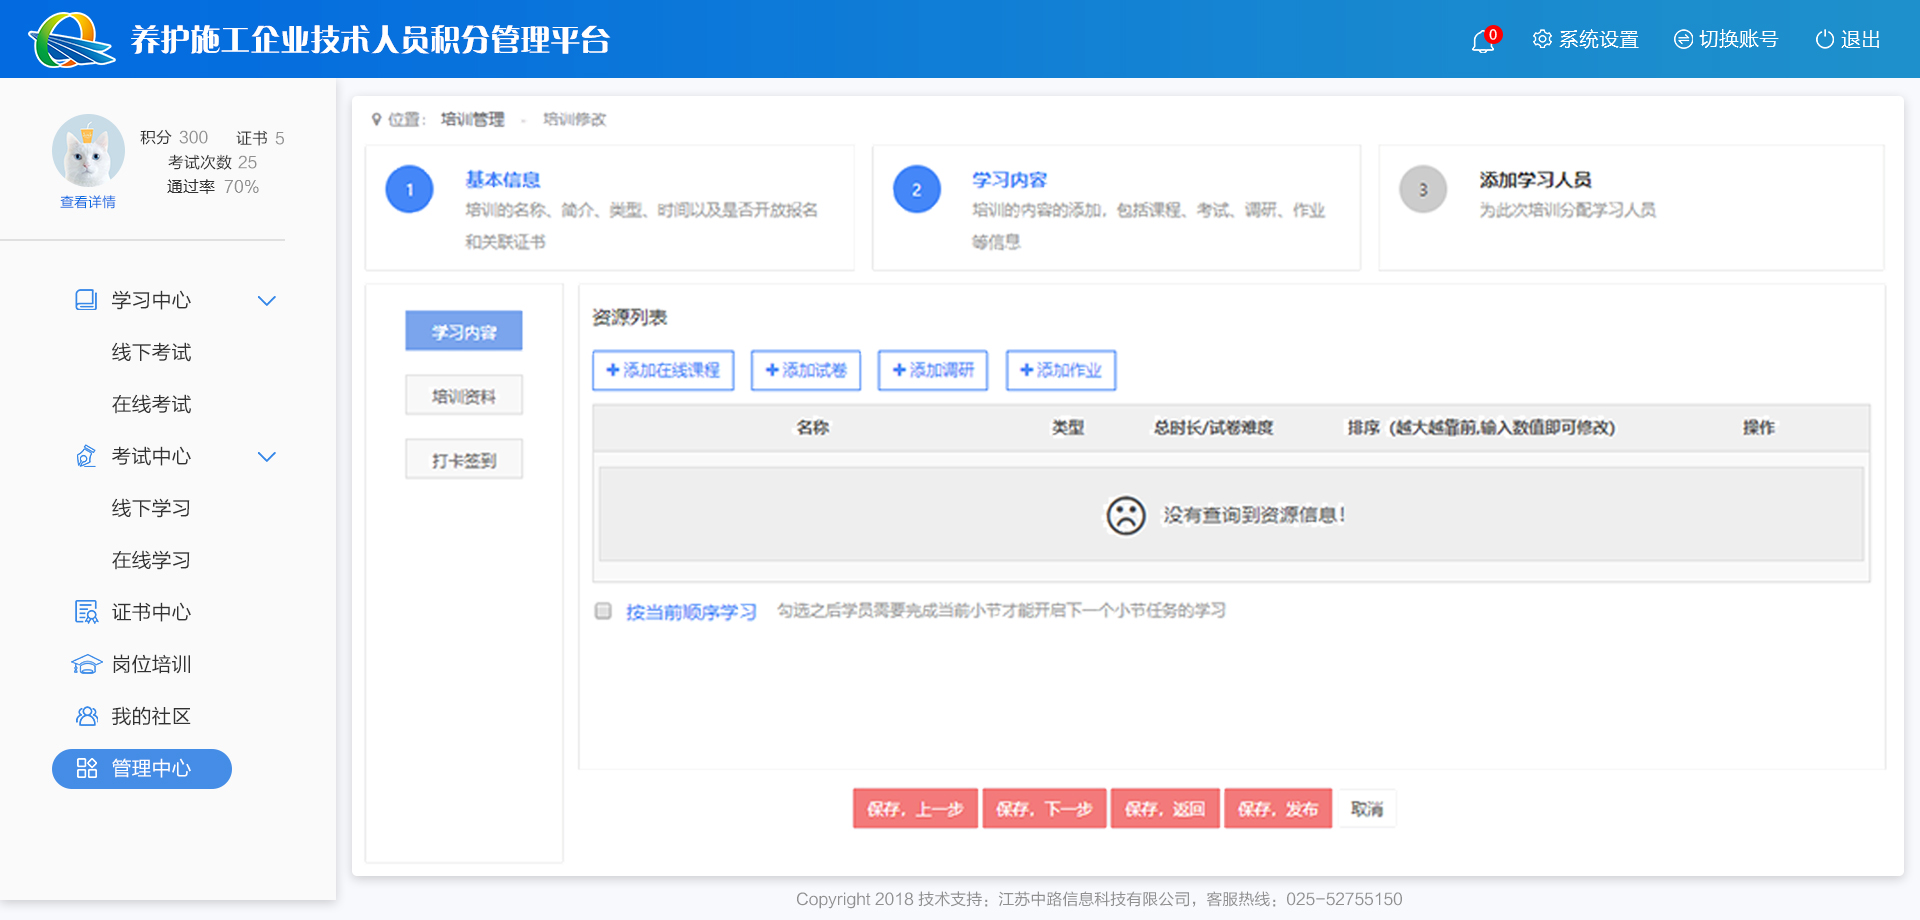 养护施工企业技术人员积分管理平台
0
系统设置
切换账号
退出
积分 300 证书 5
考试次数 25
通过率 70%
查看详情
学习中心
线下考试
在线考试
考试中心
线下学习
在线学习
证书中心
岗位培训
我的社区
管理中心
位置： 培训管理 - 培训修改
1
基本信息
培训的名称、简介、类型、时间以及是否开放报名
和关联证书
2
学习内容
培训的内容的添加，包括课程、考试、调研、作业
等信息
3
添加学习人员
为此次培训分配学习人员
学习内容
培训资料
打卡签到
资源列表
+添加在线课程 +添加试卷 +添加调研 +添加作业
名称 类型 总时长/试卷难度 排序（越大越靠前,输入数值即可修改） 操作
没有查询到资源信息！
按当前顺序学习 勾选之后学员需要完成当前小节才能开启下一个小节任务的学习
保存，上一步 保存，下一步 保存，返回 保存，发布 取消
Copyright 2018 技术支持：江苏中路信息科技有限公司，客服热线：025-52755150